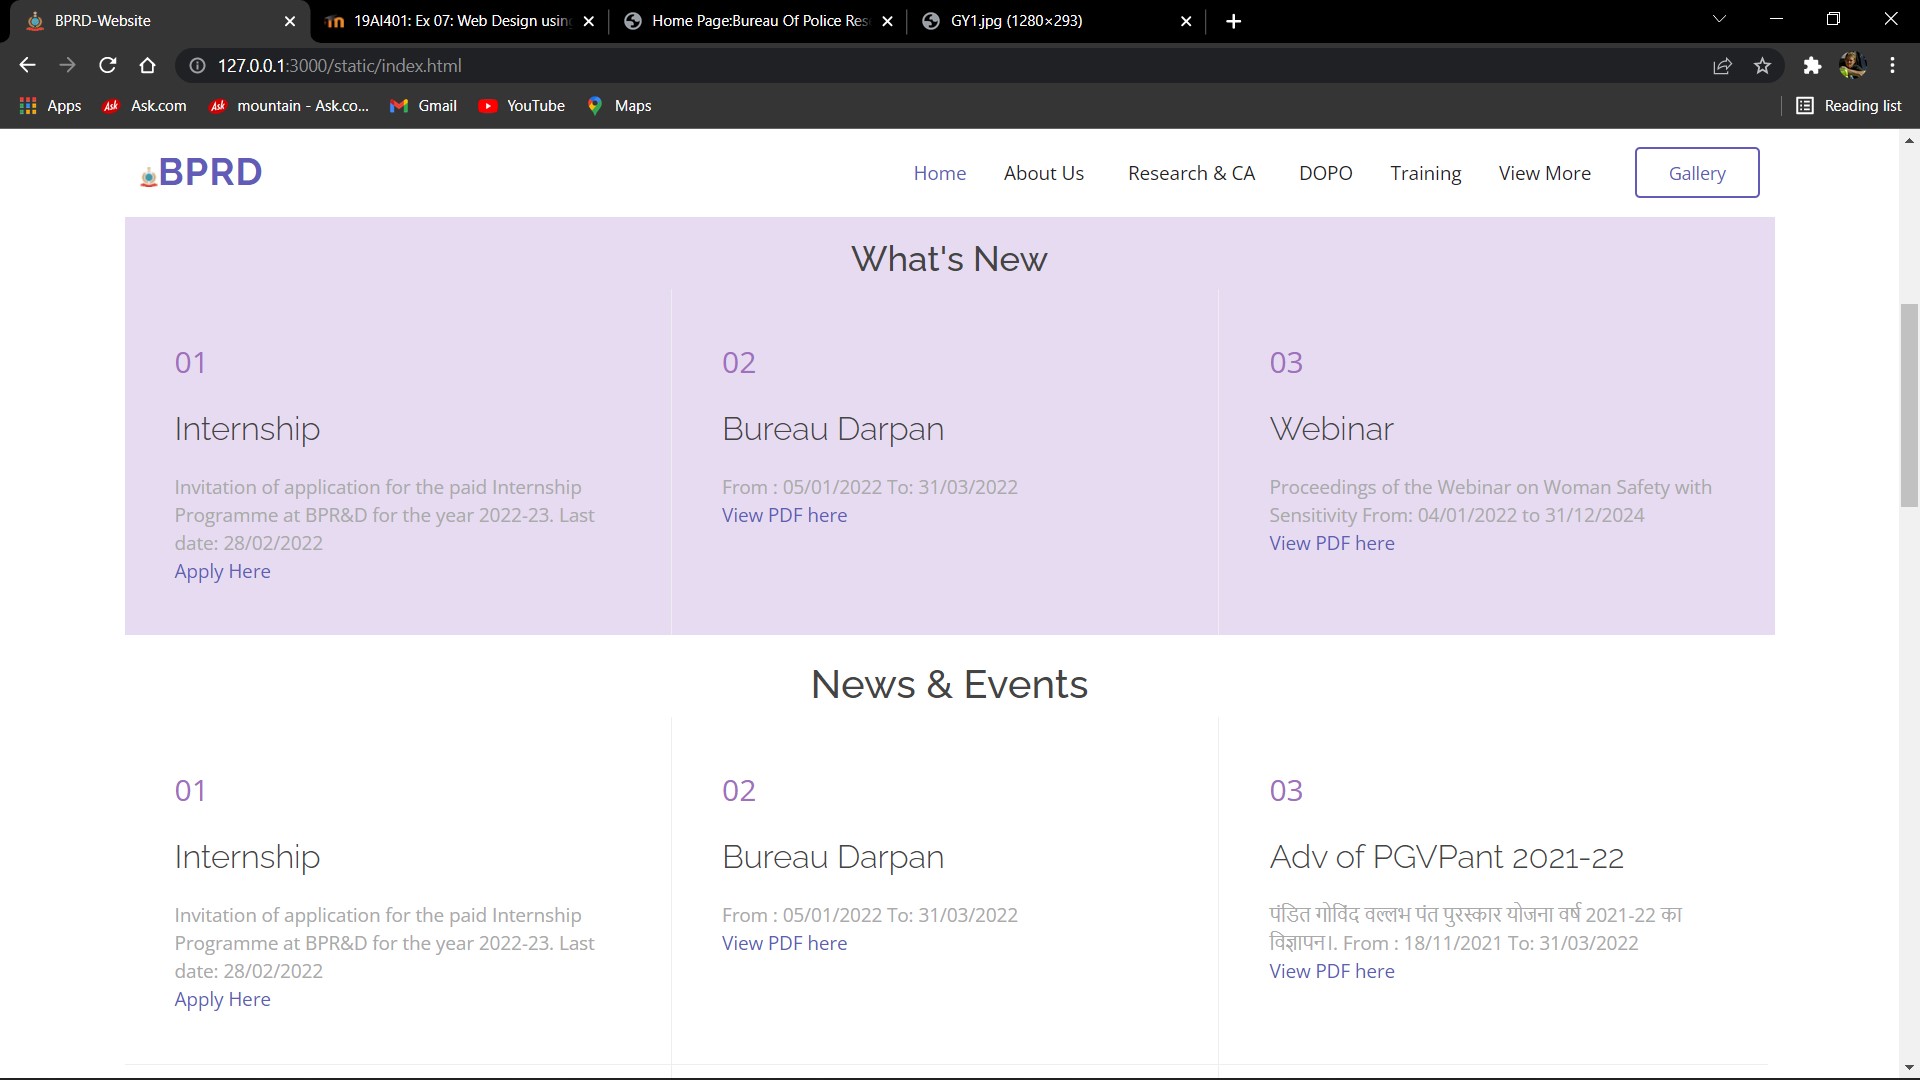 BPRD-Website
19AI401: Ex 07: Web Design usin
Home Page:Bureau Of Police Res
GY1.jpg (1280×293)
127.0.0.1:3000/static/index.html
Apps
Ask
Ask.com
Ask
mountain - Ask.co...
Gmail
YouTube
Maps
Reading list
BPRD
Home
About Us
Research & CA
DOPO
Training
View More
Gallery
What's New
01
Internship
Invitation of application for the paid Internship
Programme at BPR&D for the year 2022-23. Last
date: 28/02/2022
Apply Here
02
Bureau Darpan
From : 05/01/2022 To: 31/03/2022
View PDF here
03
Webinar
Proceedings of the Webinar on Woman Safety with
Sensitivity From: 04/01/2022 to 31/12/2024
View PDF here
News & Events
01
Internship
Invitation of application for the paid Internship
Programme at BPR&D for the year 2022-23. Last
date: 28/02/2022
Apply Here
02
Bureau Darpan
From : 05/01/2022 To: 31/03/2022
View PDF here
03
Adv of PGVPant 2021-22
पंडित गोविंद वल्लभ पंत पुरस्कार योजना वर्ष 2021-22 का
विज्ञापन।. From : 18/11/2021 To: 31/03/2022
View PDF here